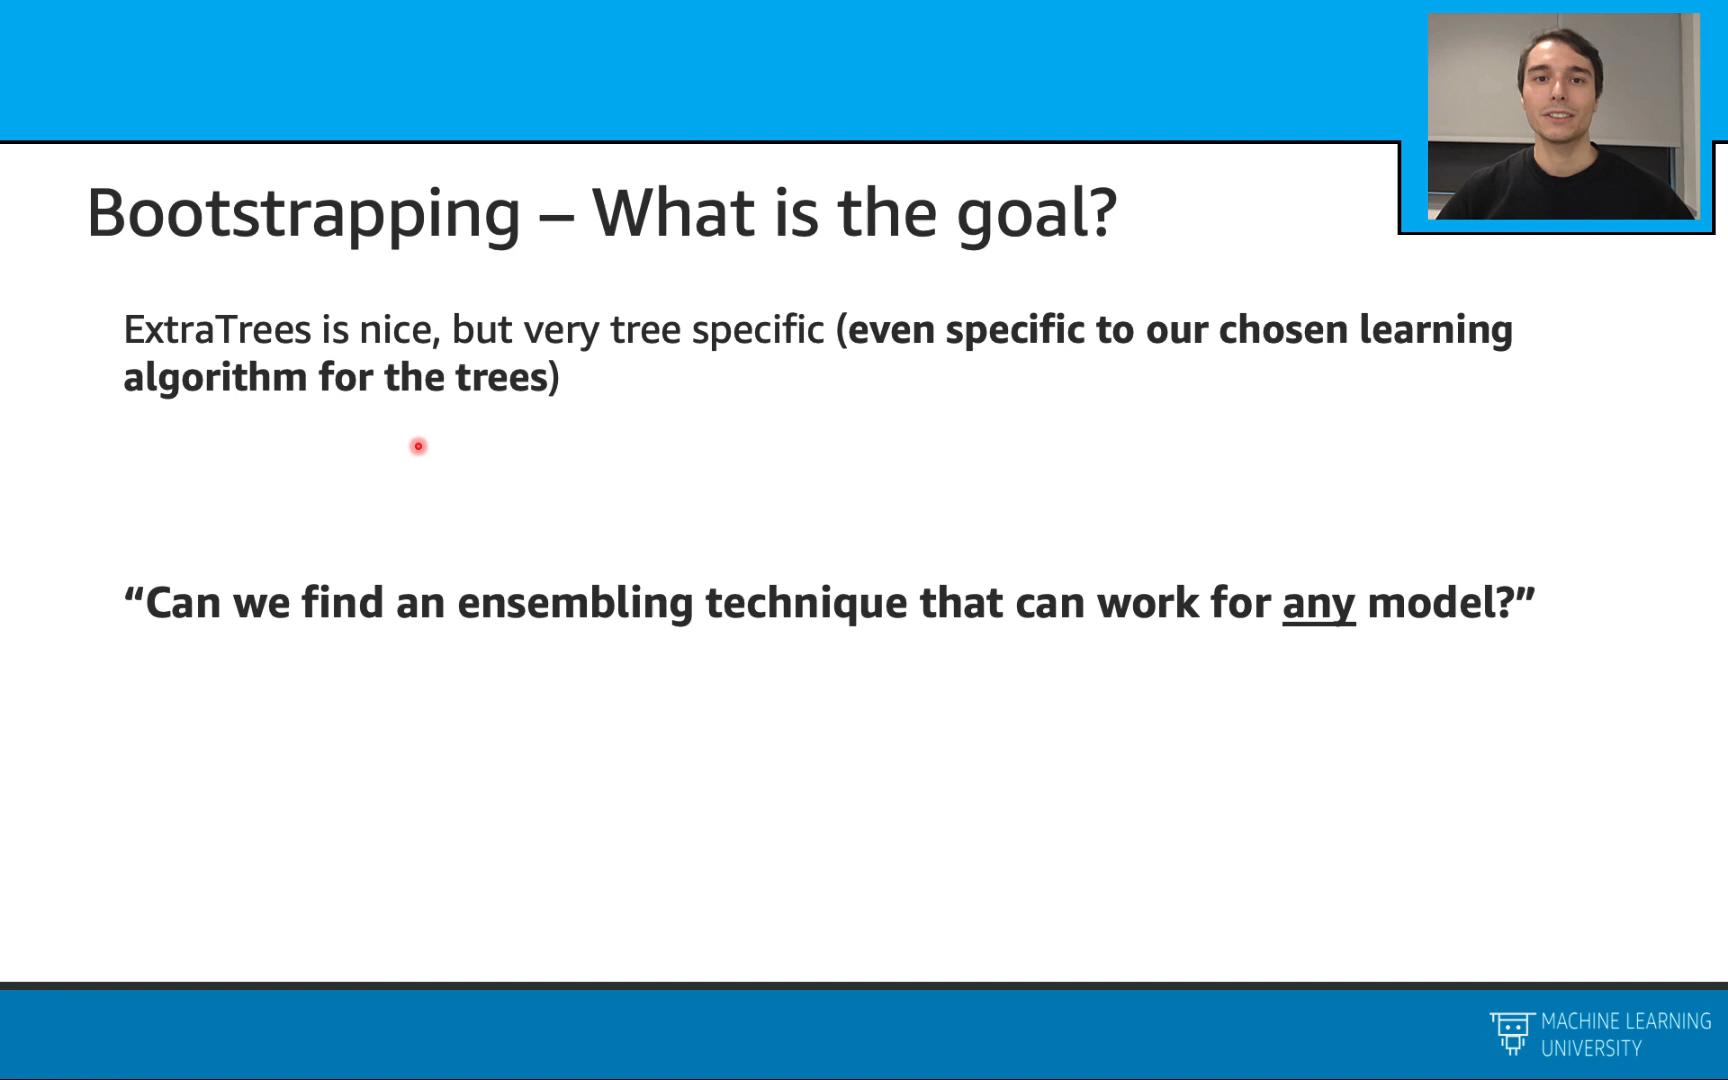 Bootstrapping – What is the goal?
ExtraTrees is nice, but very tree specific (even specific to our chosen learning
algorithm for the trees)
“Can we find an ensembling technique that can work for any model?”
MACHINE LEARNING
UNIVERSITY